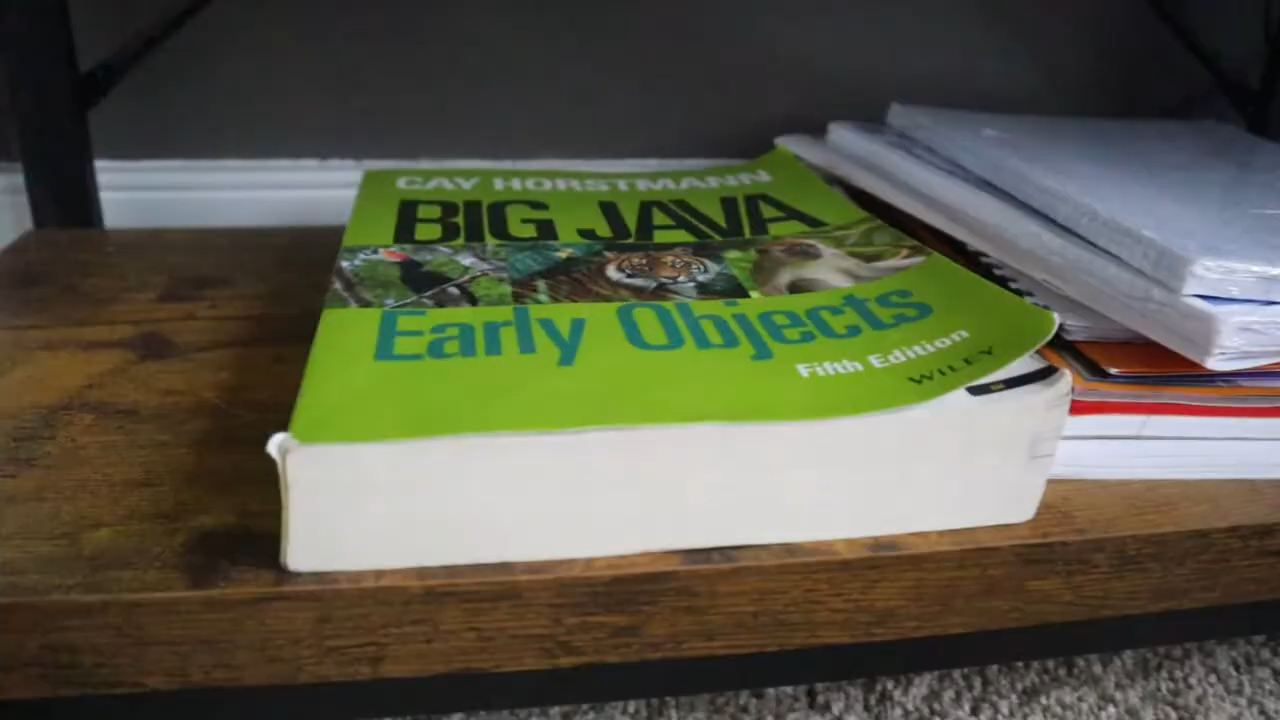 CAY HORSTMANN
BIG JAVA
Early Objects
Fifth Edition
WILEY